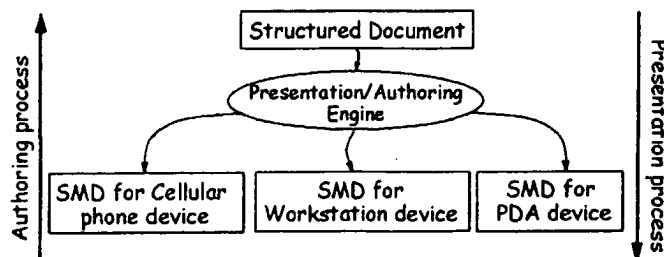 Structured Document
Presentation/Authoring
Engine
SMD for Cellular
phone device
SMD for
Workstation device
SMD for
PDA device
Authoring process
Presentation process